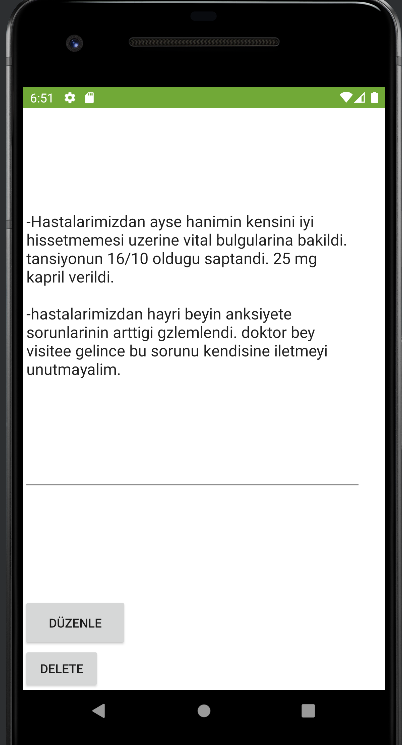 6:51
-Hastalarimizdan ayse hanimin kensini iyi
hissetmemesi uzerine vital bulgularina bakildi.
tansiyonun 16/10 oldugu saptandi. 25 mg
kapril verildi.
-hastalarimizdan hayri beyin anksiyete
sorunlarinin arttigi gzlemlendi. doktor bey
visitee gelince bu sorunu kendisine iletmeyi
unutmayalim.
DÜZENLE
DELETE